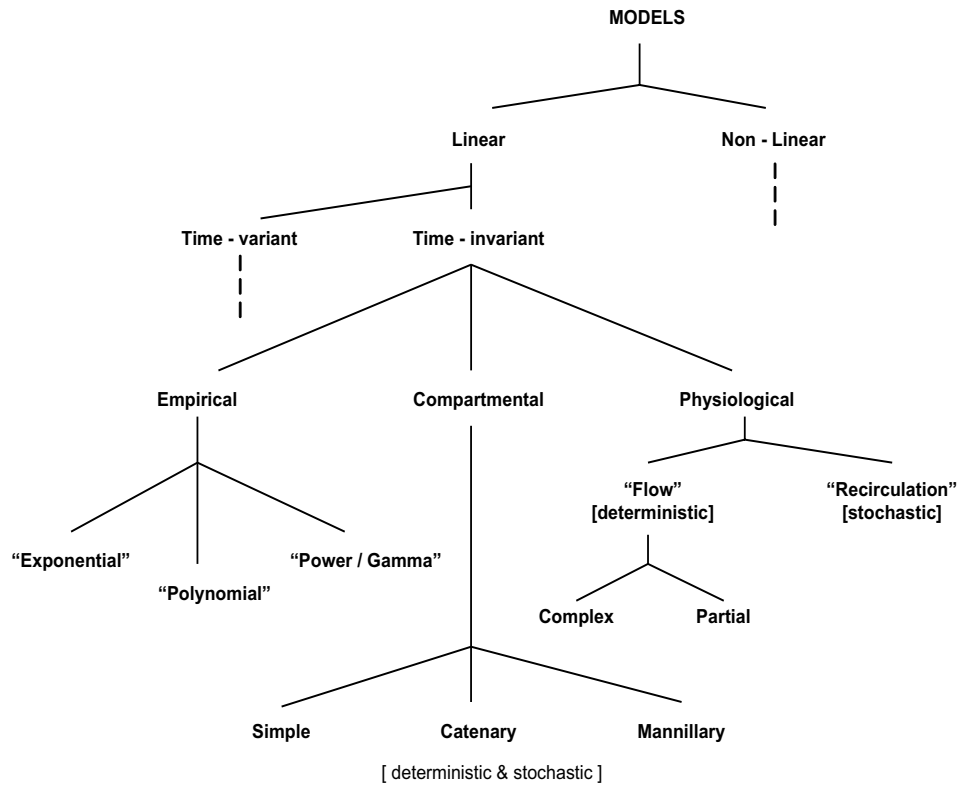 MODELS
Linear
Non - Linear
Time - variant
Time - invariant
Empirical
Compartmental
Physiological
“Flow”
[deterministic]
“Recirculation”
[stochastic]
“Exponential”
“Polynomial”
“Power / Gamma”
Complex
Partial
Simple
Catenary
Mannillary
[ deterministic & stochastic ]